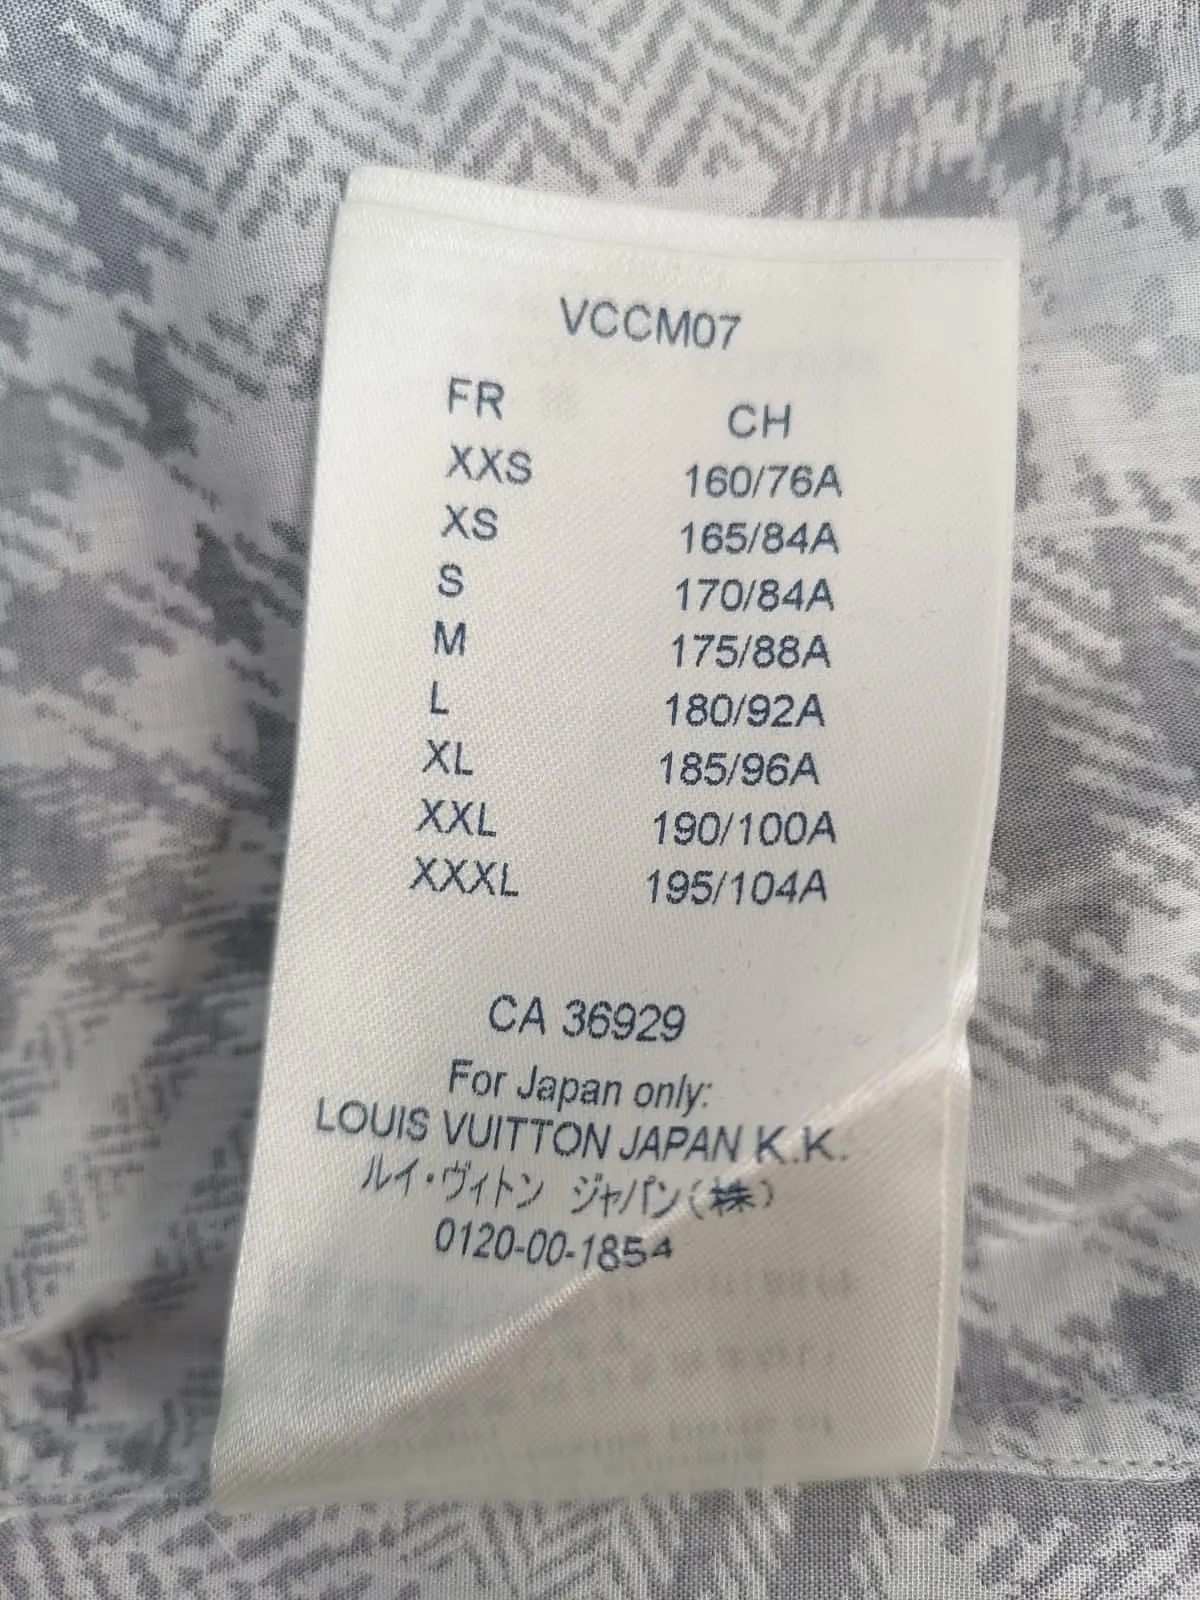 VCCM07
FR CH
XXS 160/76A
XS 165/84A
S 170/84A
M 175/88A
L 180/92A
XL 185/96A
XXL 190/100A
XXXL 195/104A
CA 36929
For Japan only:
LOUIS VUITTON JAPAN K.K.
ルイ・ヴィトン ジャパン(株)
0120-00-1854